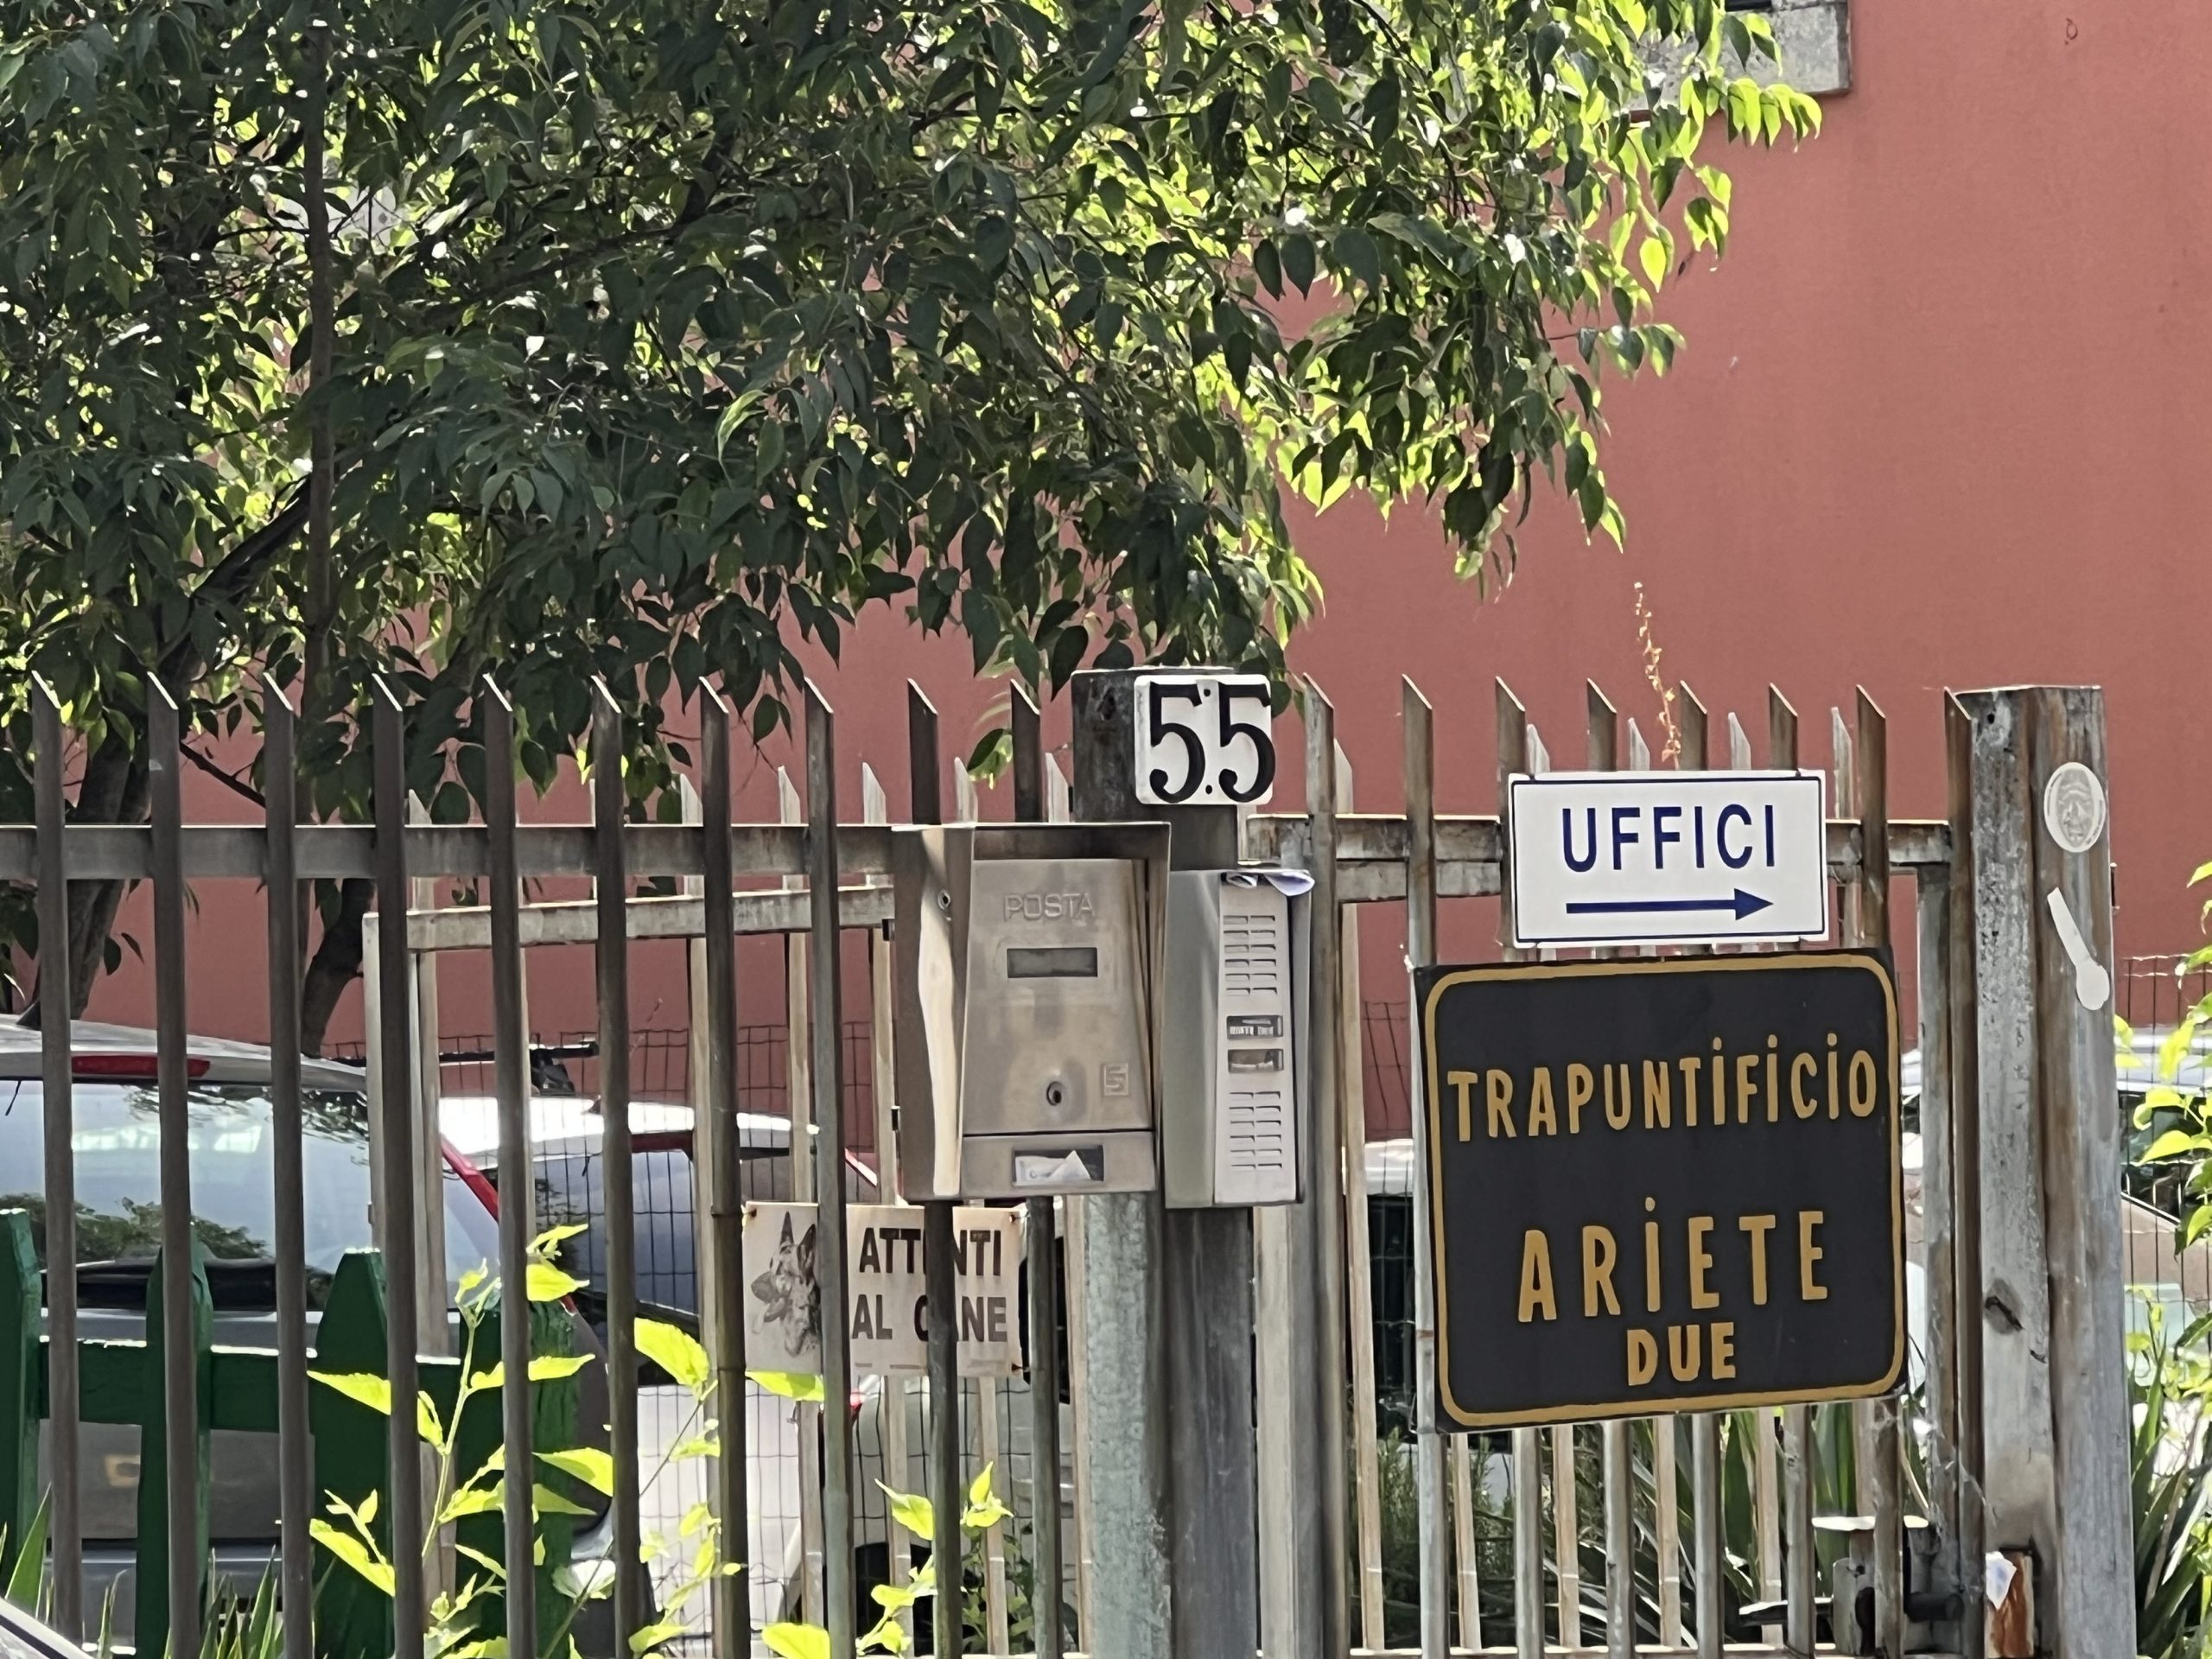 55
UFFICI
POSTA
TRAPUNTIFICIO
ARIETE
DUE
ATTENTI
AL CANE